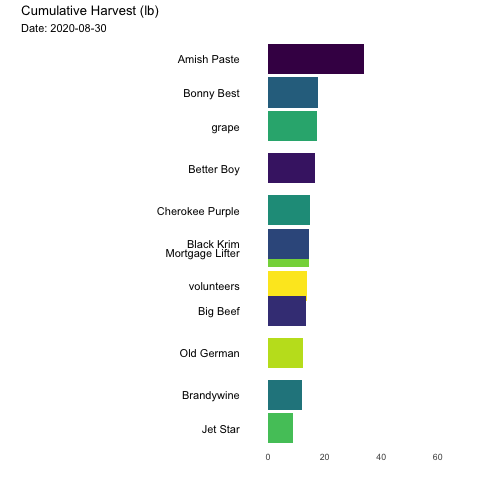 Cumulative Harvest (lb)
Date: 2020-08-30
Amish Paste
Bonny Best
grape
Better Boy
Cherokee Purple
Black Krim
Mortgage Lifter
volunteers
Big Beef
Old German
Brandywine
Jet Star
0 20 40 60